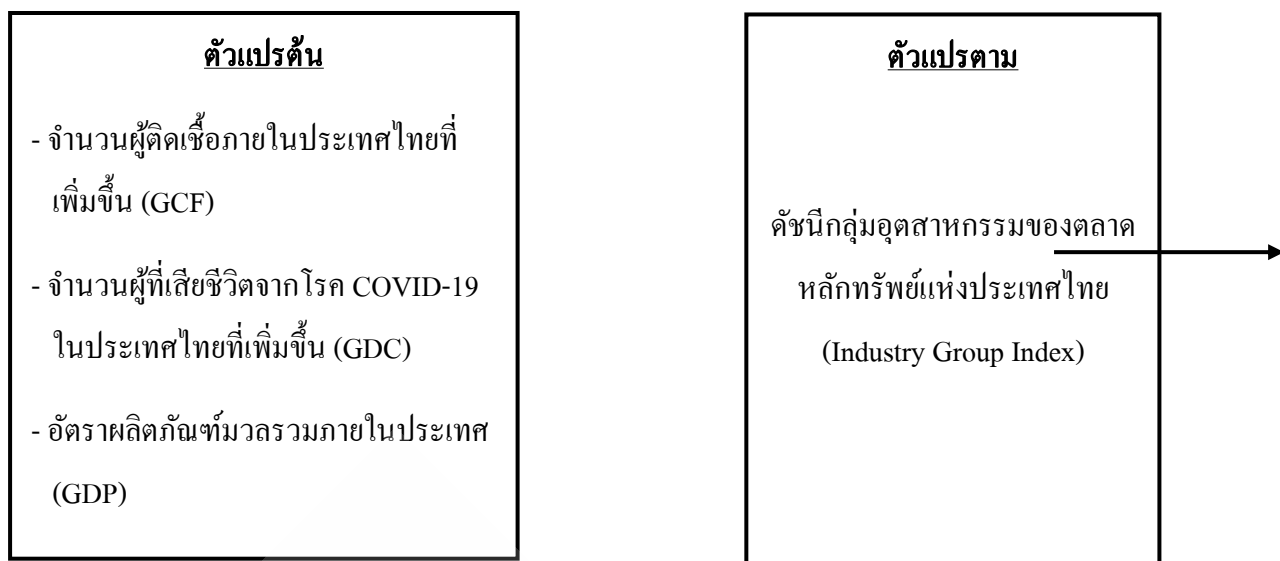 ตัวแปรต้น
- จำนวนผู้ติดเชื้อภายในประเทศไทยที่
เพิ่มขึ้น (GCF)
- จำนวนผู้ที่เสียชีวิตจากโรค COVID-19
ในประเทศไทยที่เพิ่มขึ้น (GDC)
- อัตราผลิตภัณฑ์มวลรวมภายในประเทศ
(GDP)
ตัวแปรตาม
ดัชนีกลุ่มอุตสาหกรรมของตลาด
หลักทรัพย์แห่งประเทศไทย
(Industry Group Index)